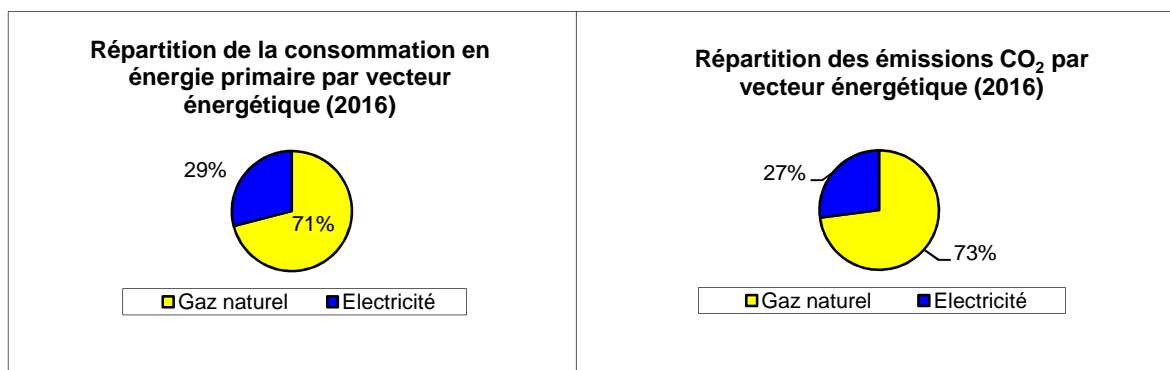 Répartition de la consommation en
énergie primaire par vecteur
énergétique (2016)
29%
71%
Gaz naturel Electricité
Répartition des émissions CO₂ par
vecteur énergétique (2016)
27%
73%
Gaz naturel Electricité